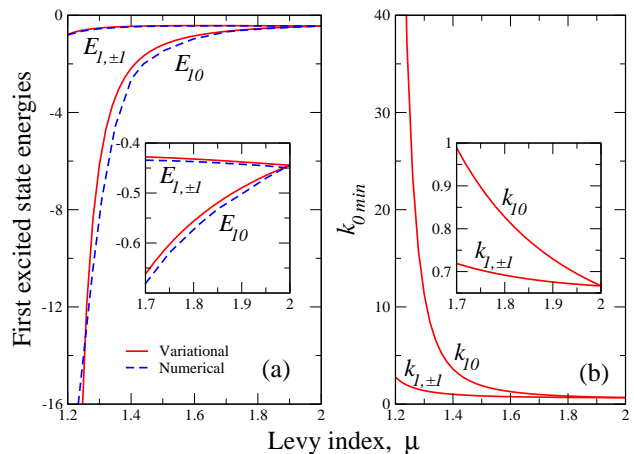 First excited state energies
0
-4
-8
-12
-16
1.2
1.4
1.6
1.8
2
E1,±1
E10
-0.4
-0.5
-0.6
1.7
1.8
1.9
2
E1,±1
E10
Variational
Numerical
(a)
k0 min
40
35
30
25
20
15
10
5
0
1.2
1.4
1.6
1.8
2
1
0.9
0.8
0.7
1.7
1.8
1.9
2
k10
k1,±1
k10
k1,±1
(b)
Levy index, μ